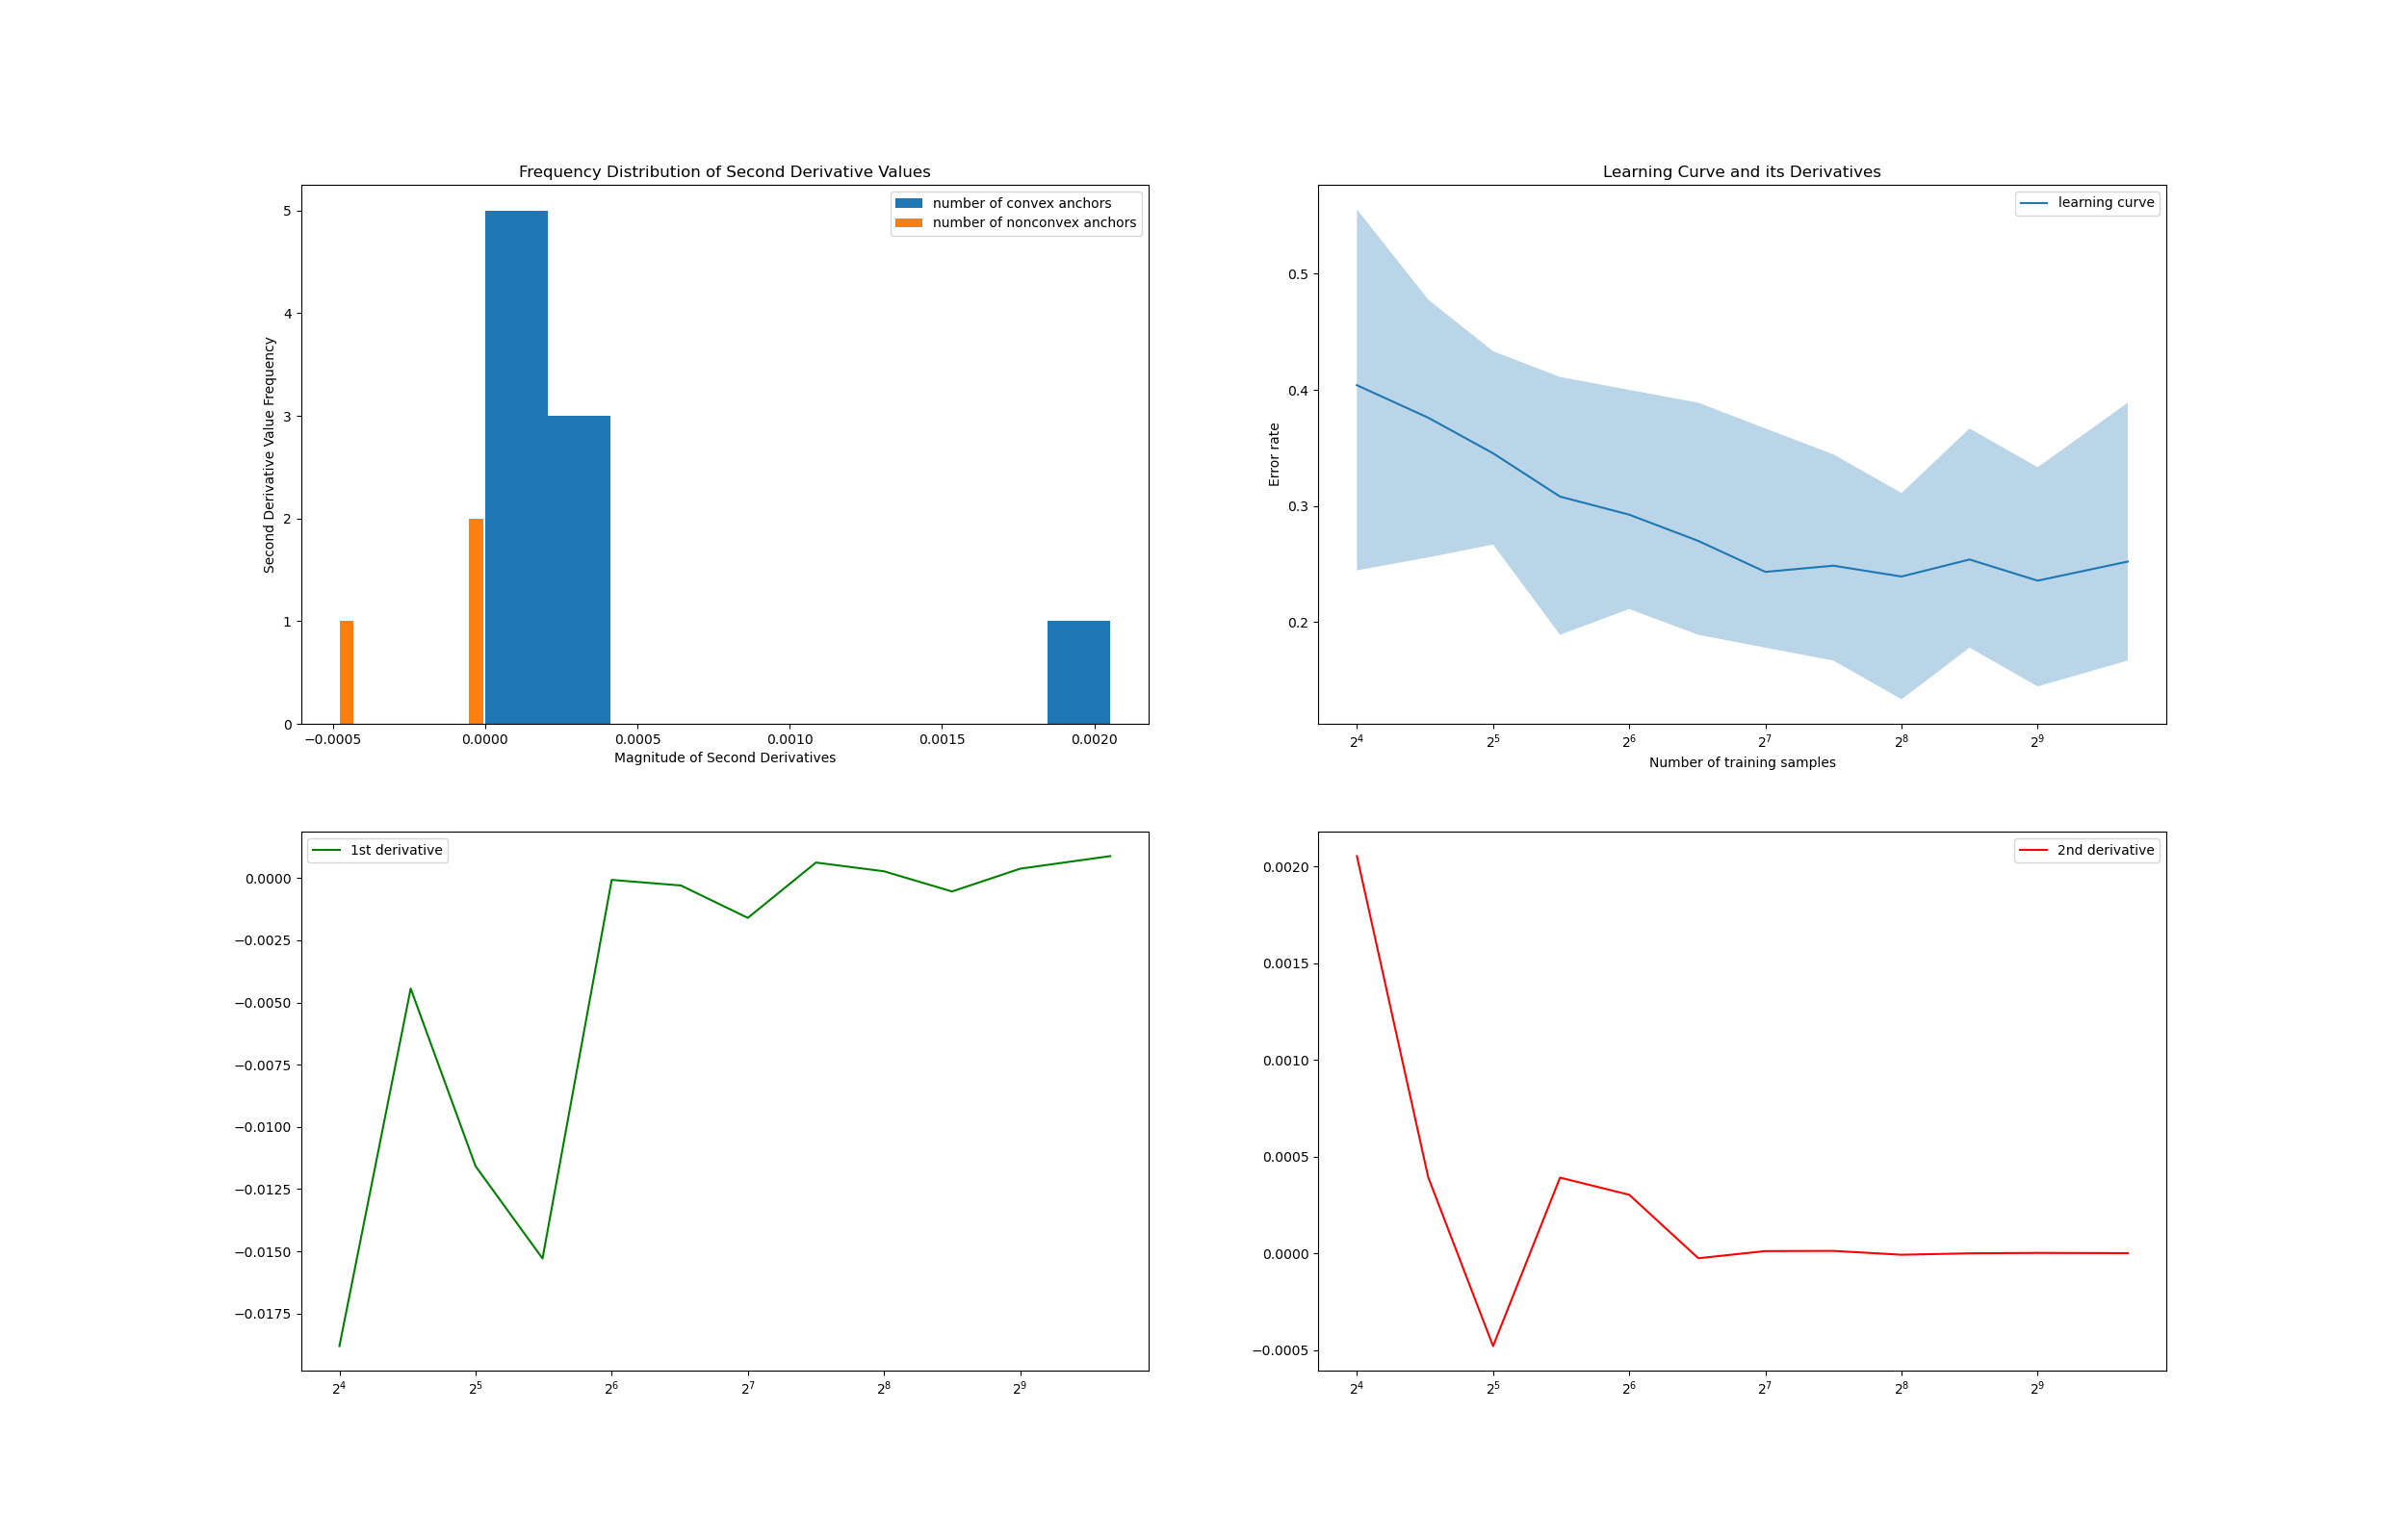 Frequency Distribution of Second Derivative Values
number of convex anchors
number of nonconvex anchors
5
4
3
2
1
0
Second Derivative Value Frequency
−0.0005 0.0000 0.0005 0.0010 0.0015 0.0020
Magnitude of Second Derivatives
Learning Curve and its Derivatives
learning curve
0.5
0.4
0.3
0.2
Error rate
2⁴ 2⁵ 2⁶ 2⁷ 2⁸ 2⁹
Number of training samples
1st derivative
0.0000
−0.0025
−0.0050
−0.0075
−0.0100
−0.0125
−0.0150
−0.0175
2⁴ 2⁵ 2⁶ 2⁷ 2⁸ 2⁹
2nd derivative
0.0020
0.0015
0.0010
0.0005
0.0000
−0.0005
2⁴ 2⁵ 2⁶ 2⁷ 2⁸ 2⁹